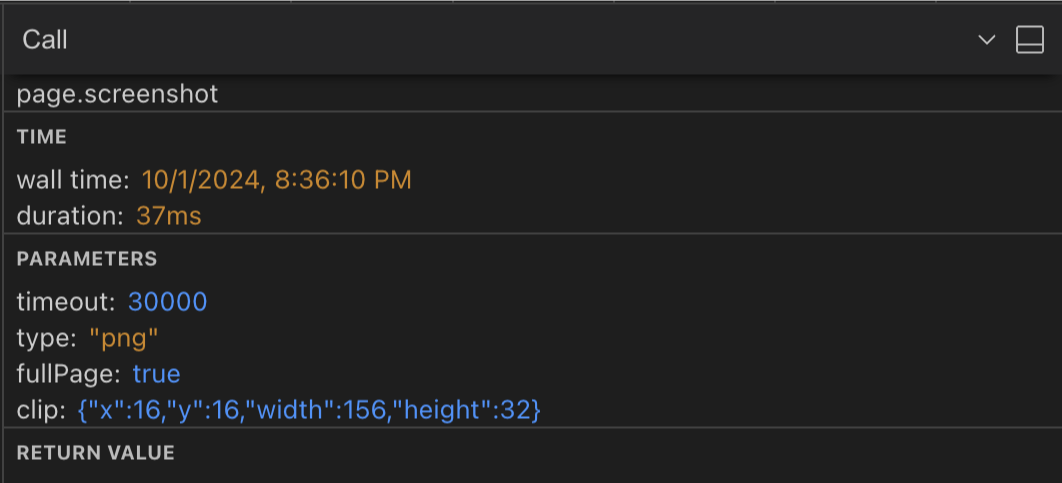 Call
page.screenshot
TIME
wall time: 10/1/2024, 8:36:10 PM
duration: 37ms
PARAMETERS
timeout: 30000
type: "png"
fullPage: true
clip: {"x":16,"y":16,"width":156,"height":32}
RETURN VALUE